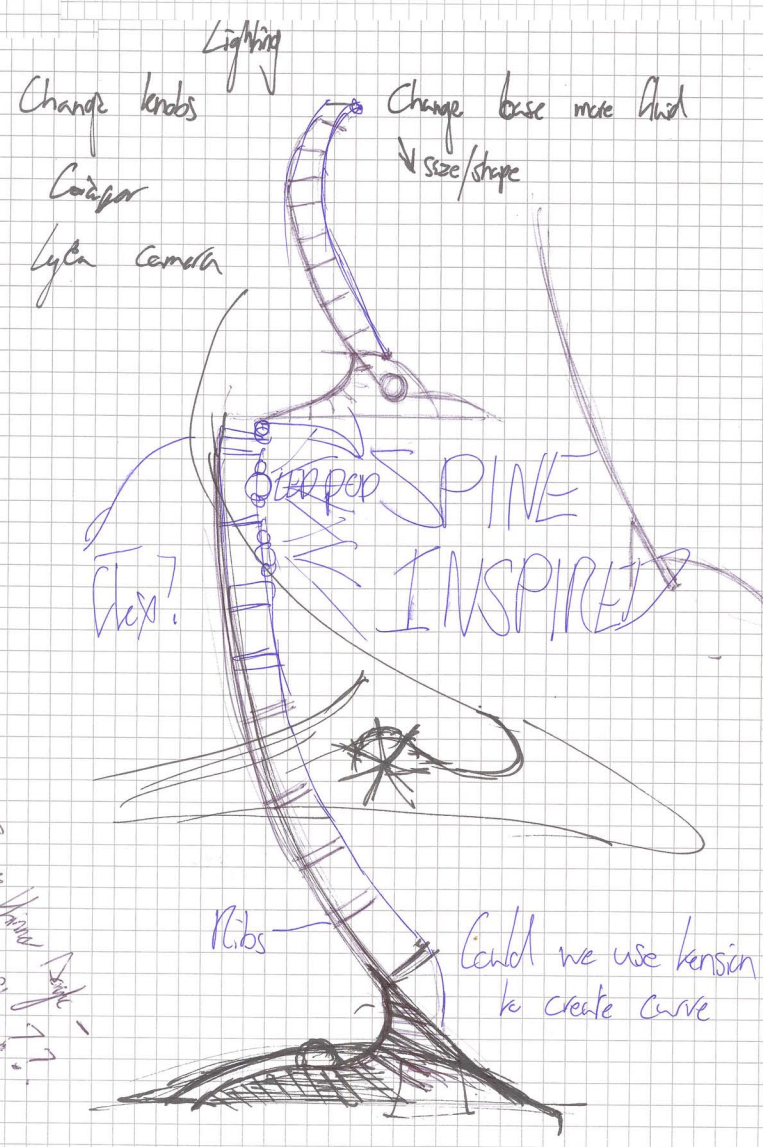 Lighting
Change knobs
Change base more fluid
↓ size/shape
camera
SPINE
INSPIRED
Flex?
Ribs
Could we use tension
to create curve
??